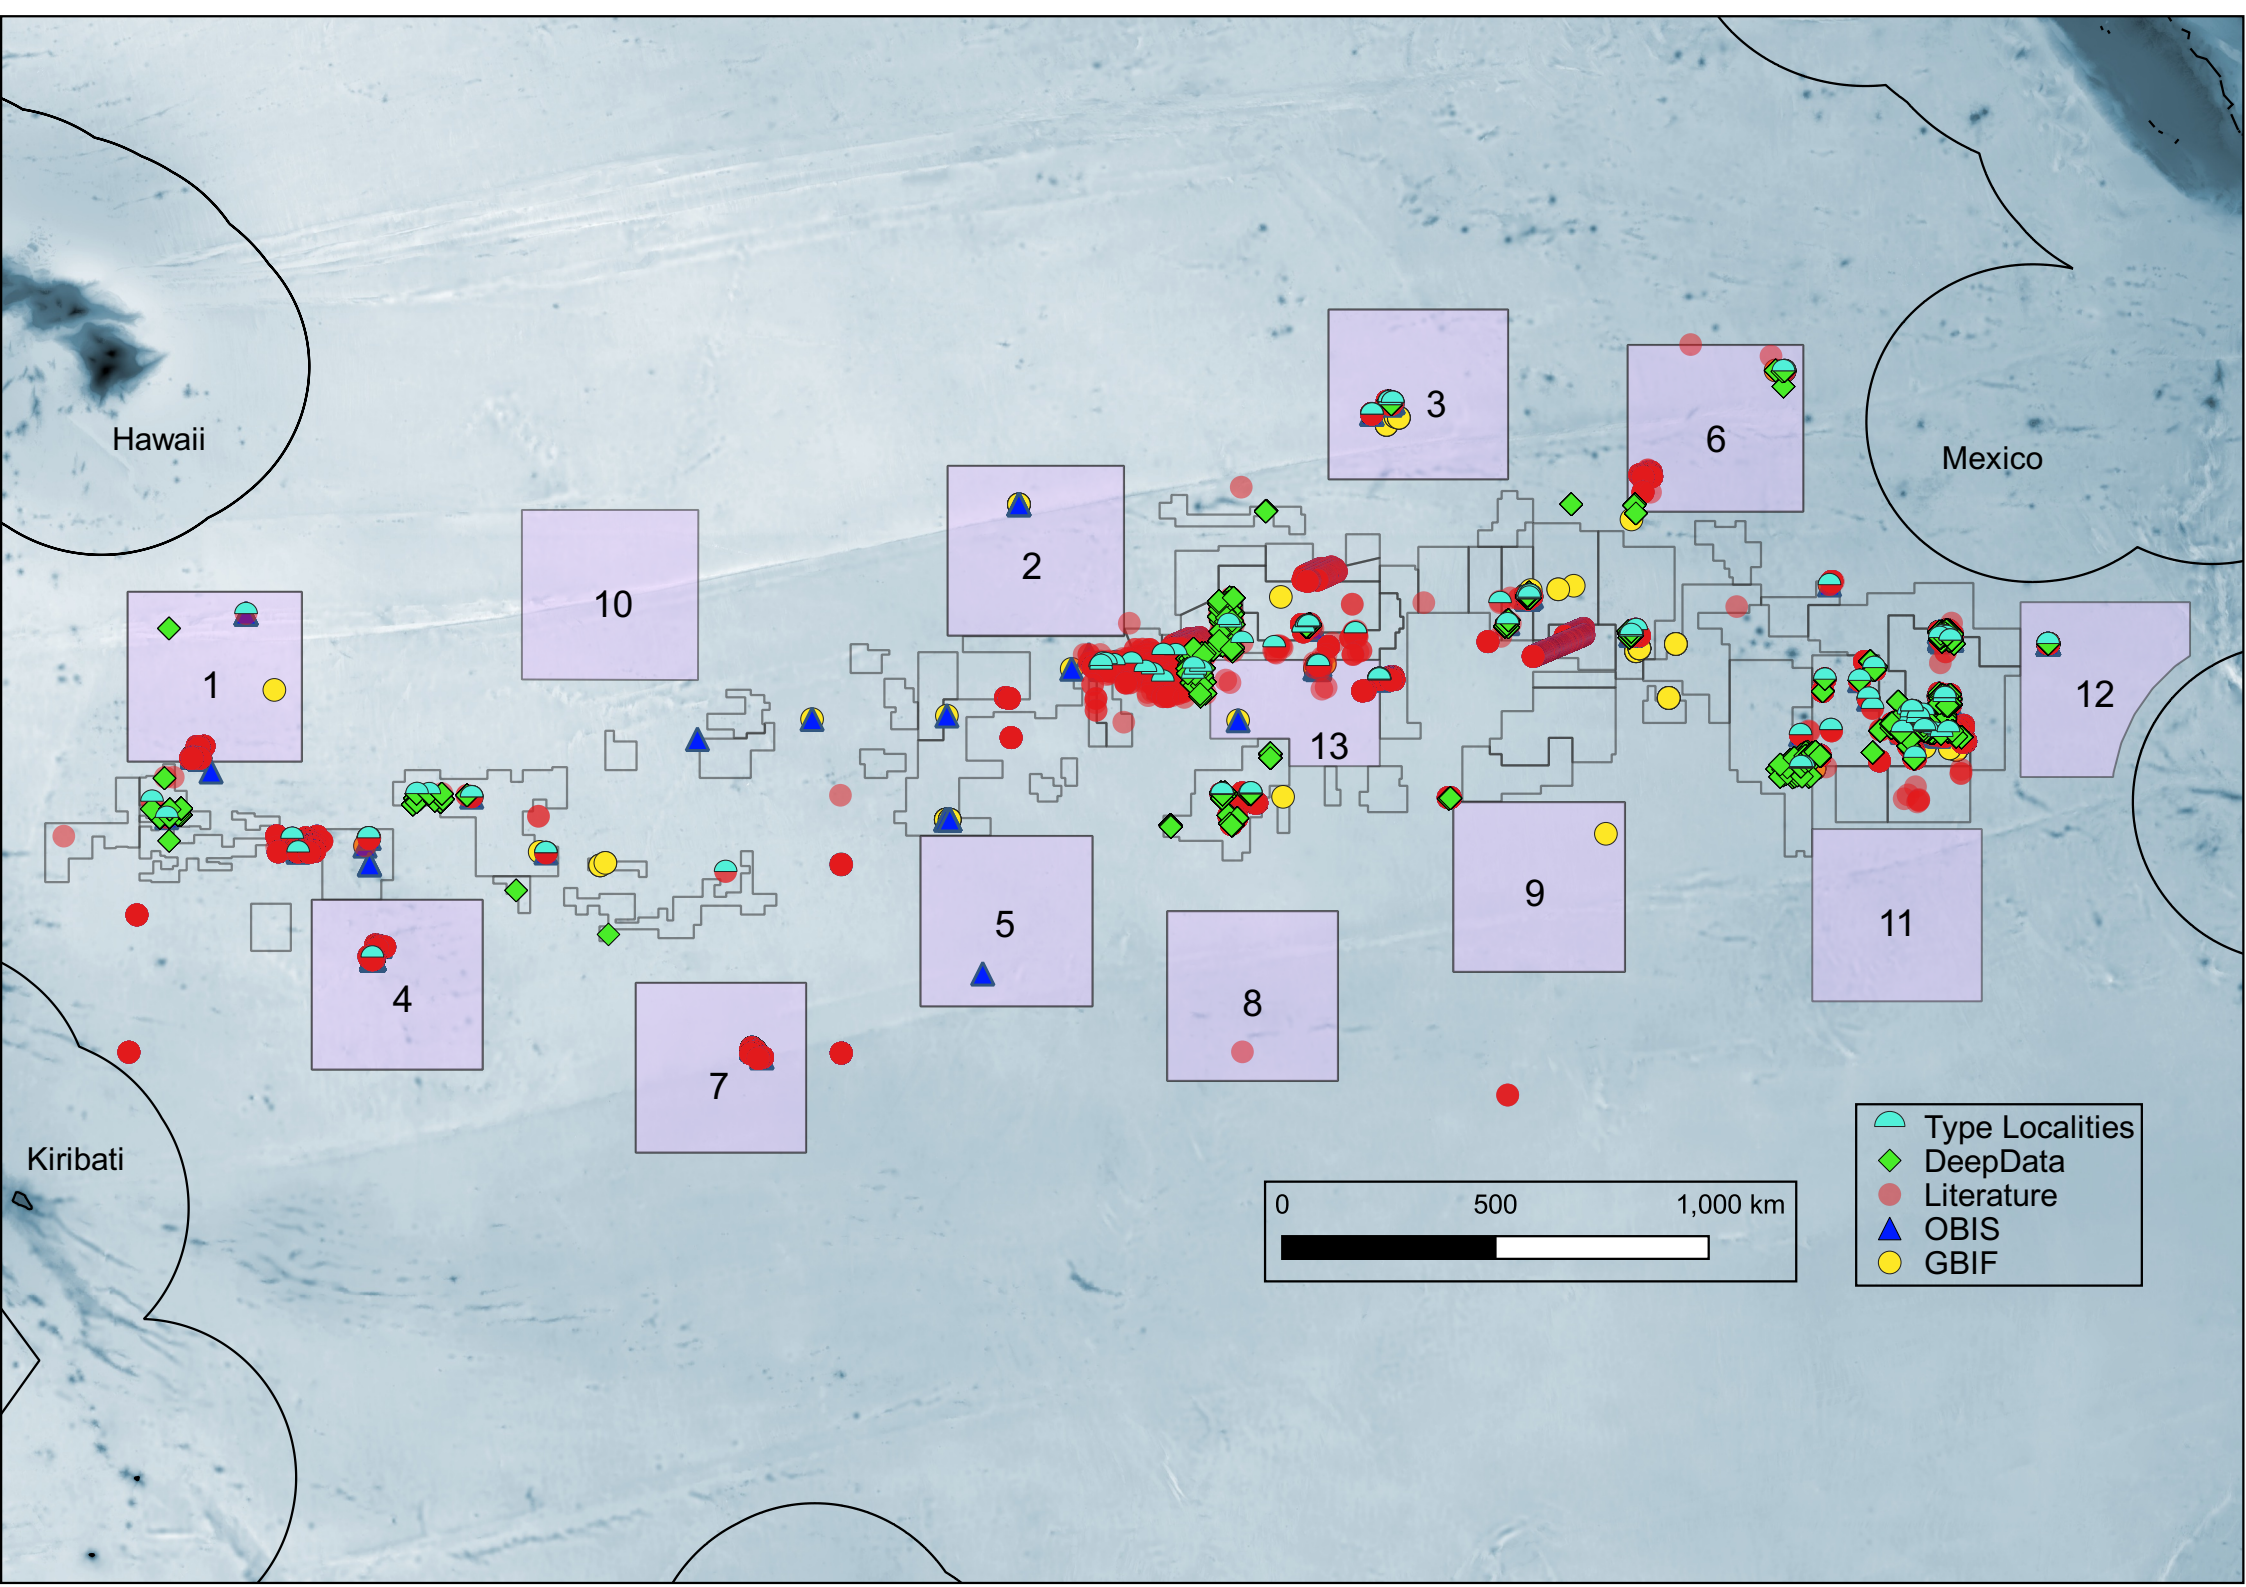 3
6
Hawaii
Mexico
2
10
1
12
13
9
5
11
4
8
7
Type Localities
Kiribati
DeepData
0 500 1,000 km
Literature
OBIS
GBIF